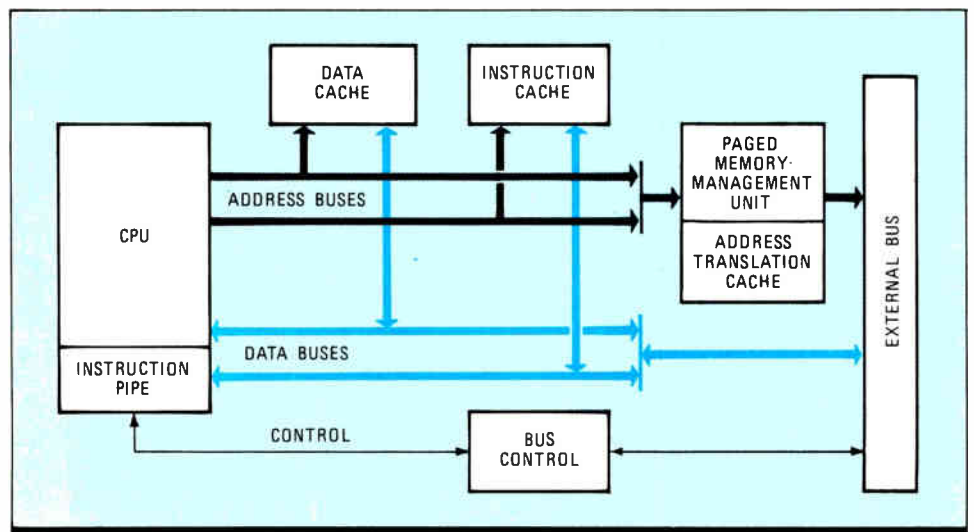 DATA
CACHE
INSTRUCTION
CACHE
PAGED
MEMORY-
MANAGEMENT
UNIT
ADDRESS BUSES
CPU
ADDRESS
TRANSLATION
CACHE
EXTERNAL BUS
DATA BUSES
INSTRUCTION
PIPE
CONTROL
BUS
CONTROL